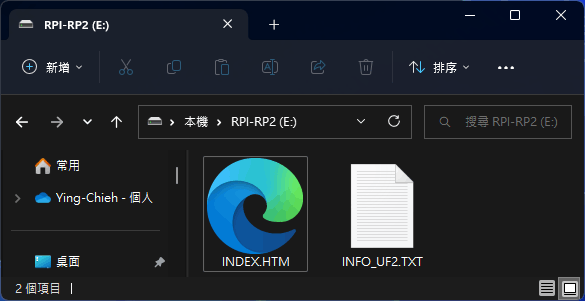 RPI-RP2 (E:)
新增
排序
本機
RPI-RP2 (E:)
搜尋 RPI-RP2 (E:)
常用
Ying-Chieh - 個人
桌面
INDEX.HTM
INFO_UF2.TXT
2 個項目